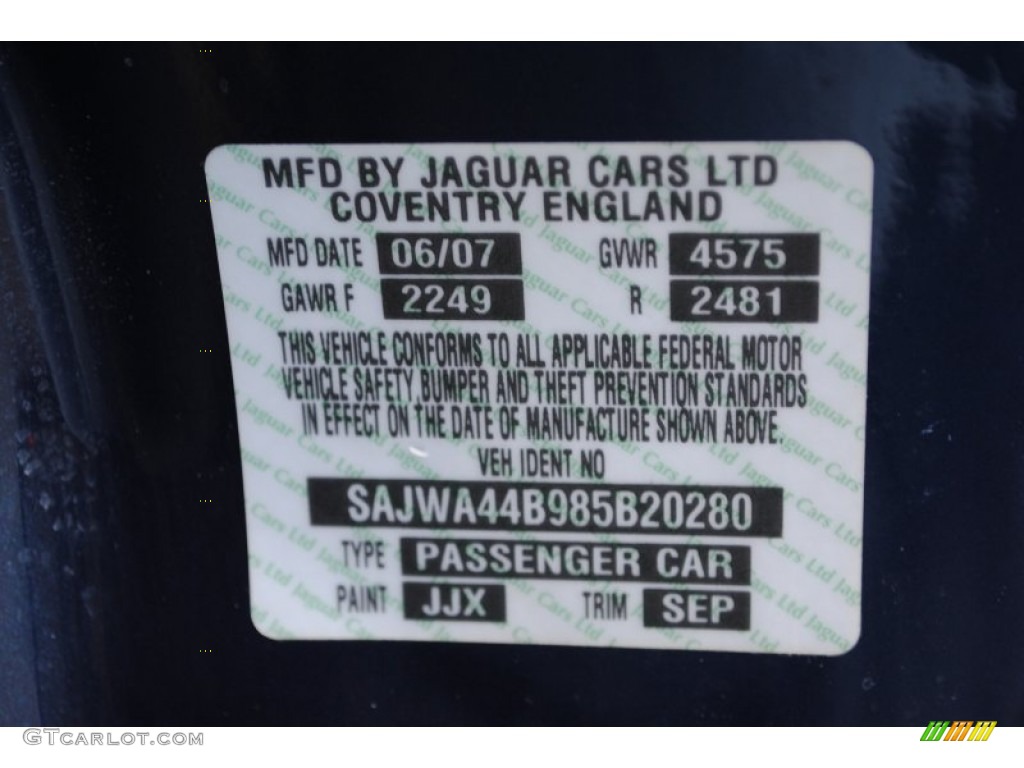 MFD BY JAGUAR CARS LTD
COVENTRY ENGLAND
MFD DATE 06/07 GVWR 4575
GAWR F 2249 R 2481
THIS VEHICLE CONFORMS TO ALL APPLICABLE FEDERAL MOTOR
VEHICLE SAFETY, BUMPER AND THEFT PREVENTION STANDARDS
IN EFFECT ON THE DATE OF MANUFACTURE SHOWN ABOVE.
VEH IDENT NO
SAJWA44B985B20280
TYPE PASSENGER CAR
PAINT JJX TRIM SEP
GTCARLOT.COM